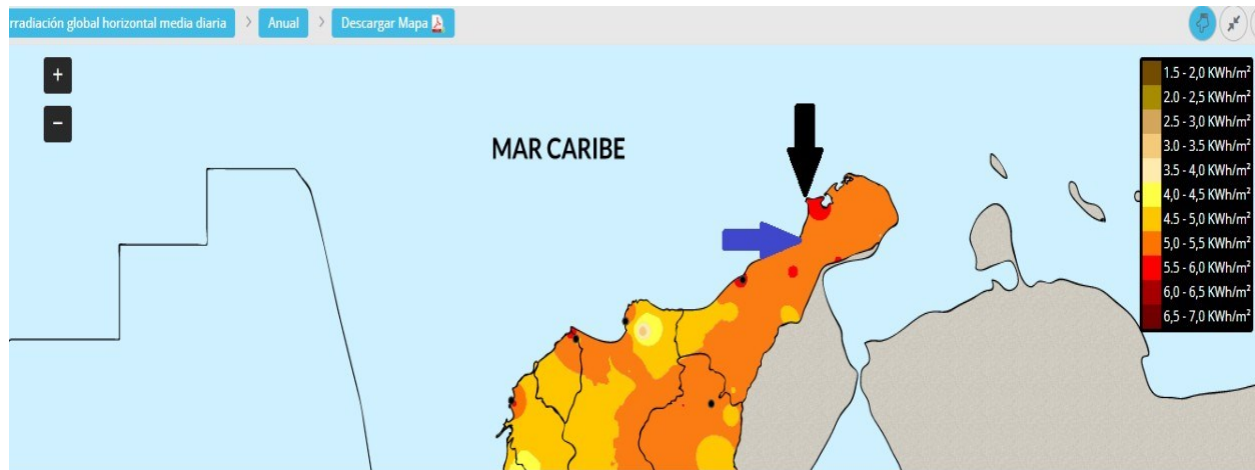 rradiación global horizontal media diaria > Anual > Descargar Mapa
+
−
MAR CARIBE
1.5 - 2,0 KWh/m²
2.0 - 2,5 KWh/m²
2.5 - 3,0 KWh/m²
3.0 - 3.5 KWh/m²
3.5 - 4,0 KWh/m²
4,0 - 4,5 KWh/m²
4.5 - 5,0 KWh/m²
5,0 - 5,5 KWh/m²
5.5 - 6,0 KWh/m²
6,0 - 6,5 KWh/m²
6,5 - 7,0 KWh/m²